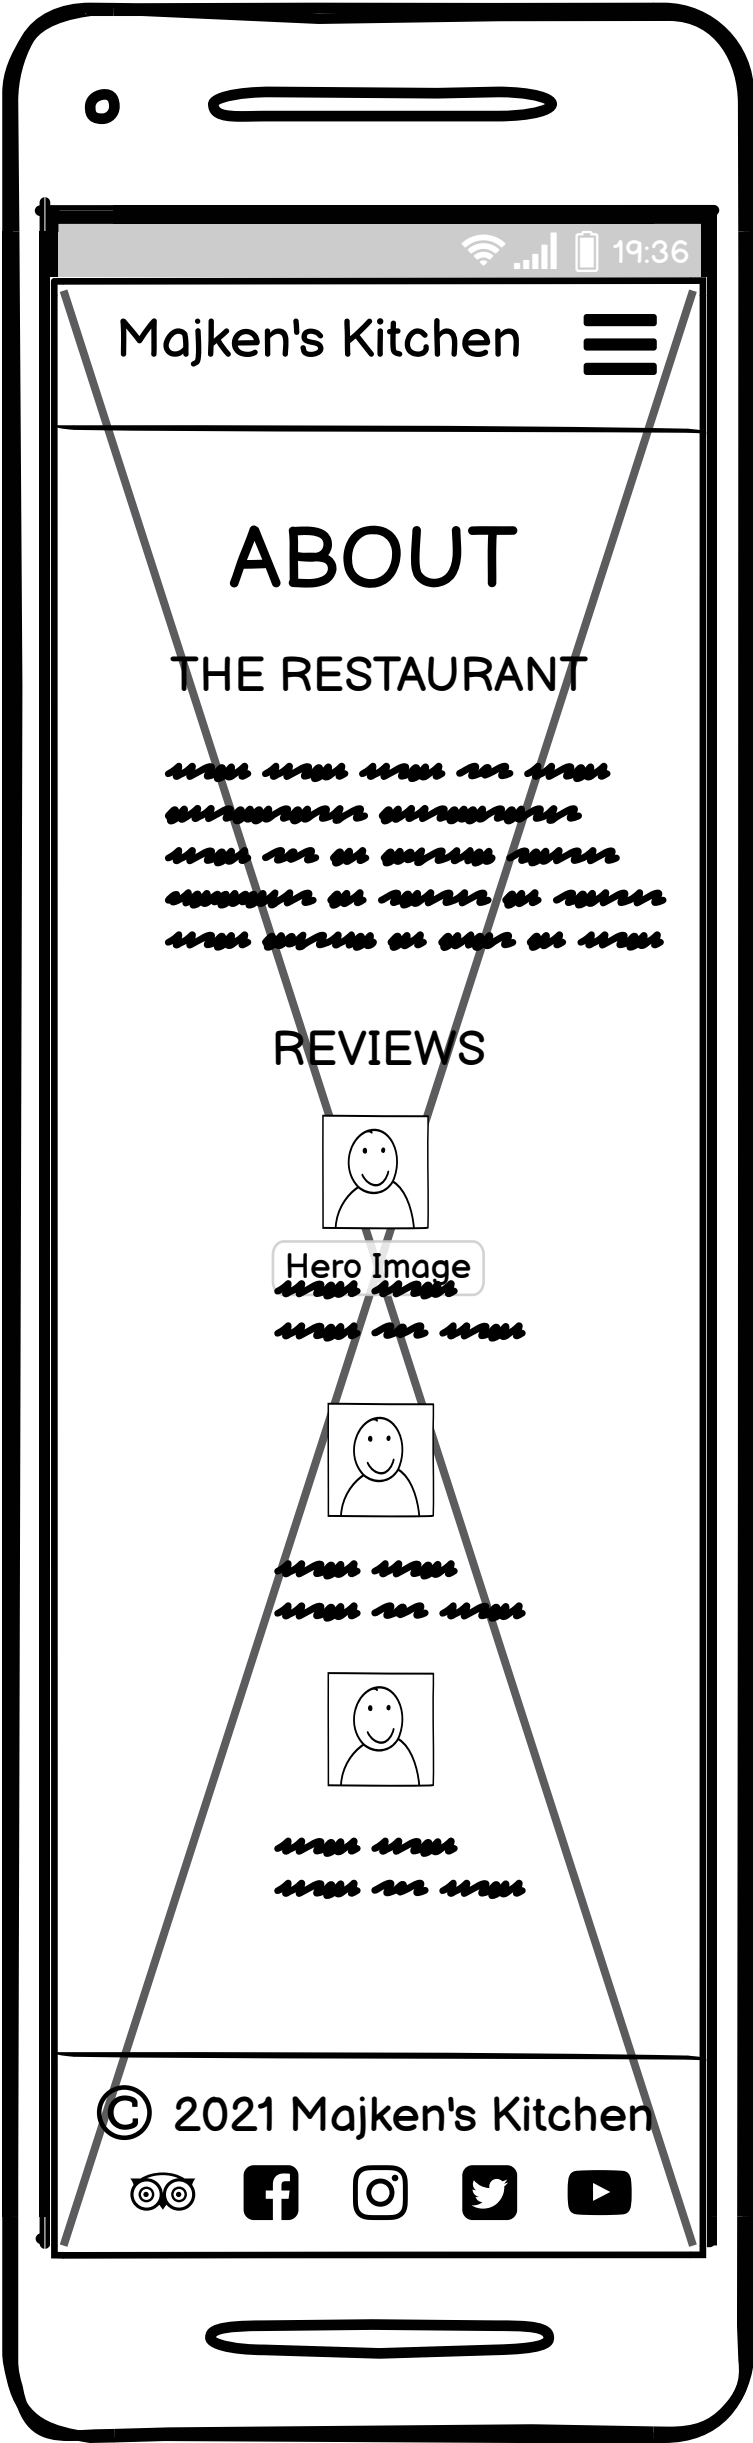 19:36
Majken's Kitchen
ABOUT
THE RESTAURANT
REVIEWS
Hero Image
© 2021 Majken's Kitchen